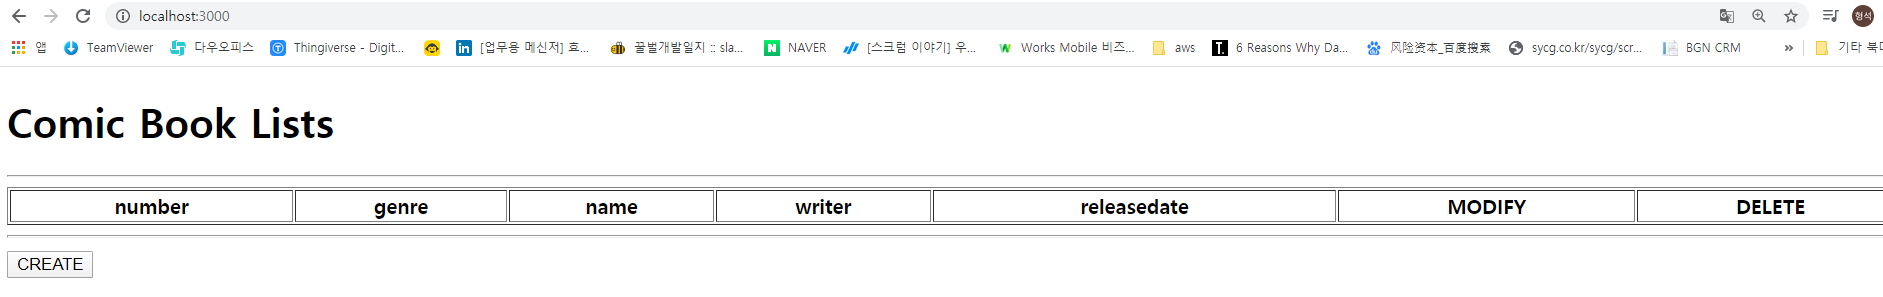 localhost:3000
형석
앱 TeamViewer 다우오피스 Thingiverse - Digit... [업무용 메신저] 효... 꿀벌개발일지 :: sla... NAVER [스크럼 이야기] 우... Works Mobile 비즈... aws 6 Reasons Why Da... 风险资本_百度搜索 sycg.co.kr/sycg/scr... BGN CRM » 기타 북마
Comic Book Lists
number genre name writer releasedate MODIFY DELETE
CREATE